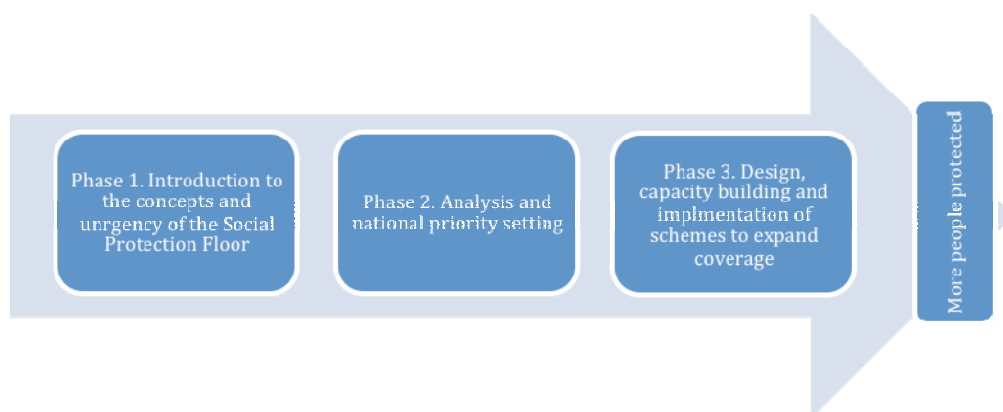 Phase 1. Introduction to
the concepts and
unrgency of the Social
Protection Floor
Phase 2. Analysis and
national priority setting
Phase 3. Design,
capacity building and
implmentation of
schemes to expand
coverage
More people protected